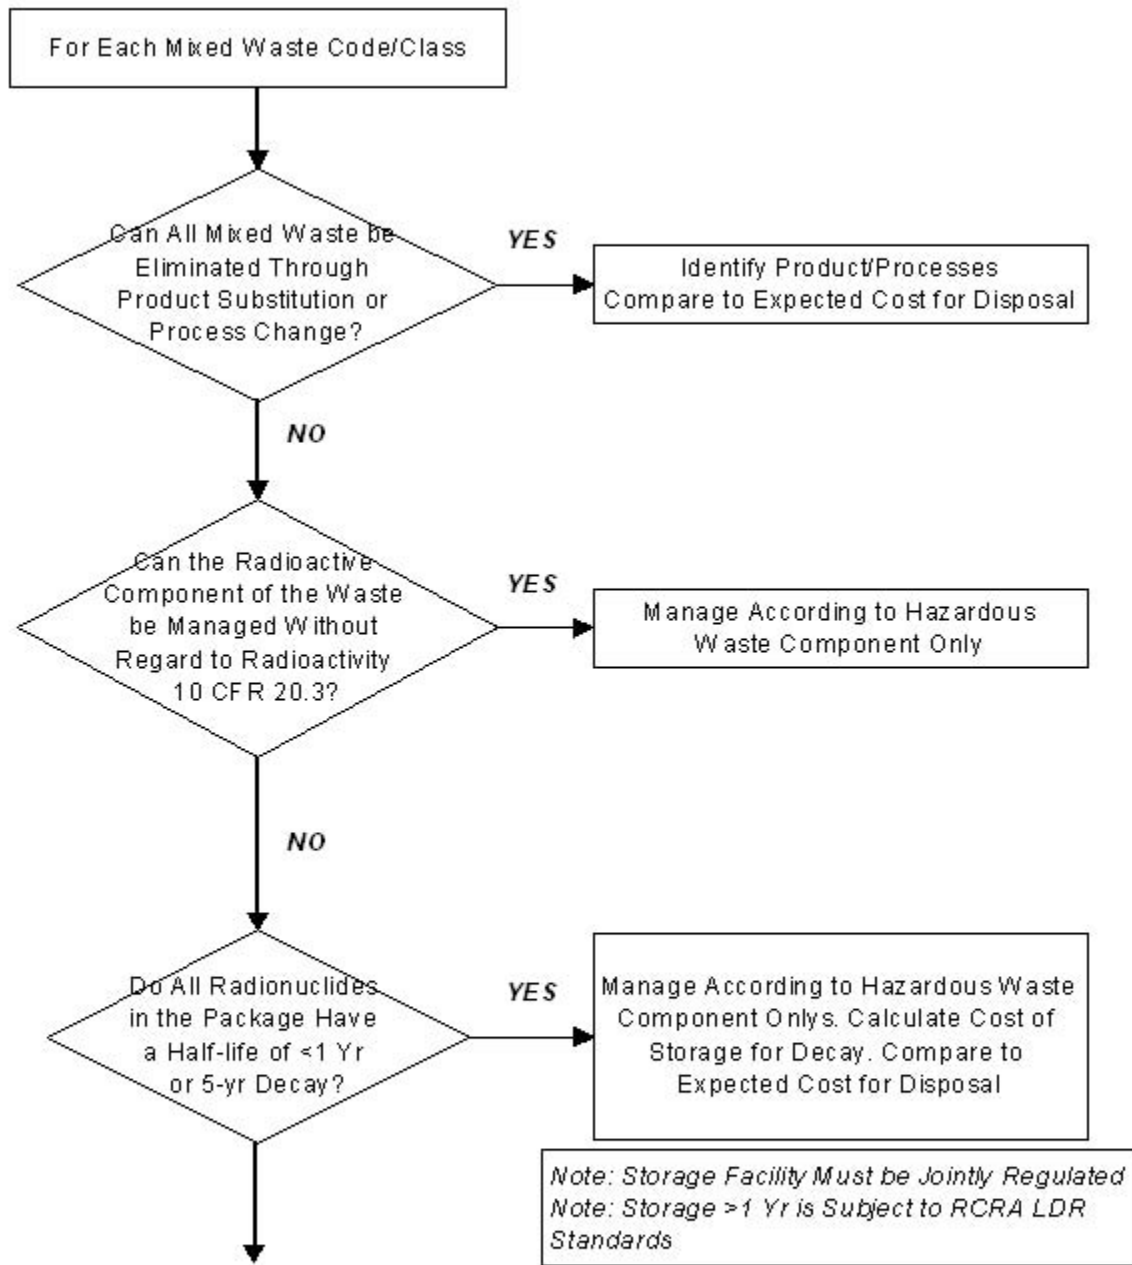 For Each Mixed Waste Code/Class
Can All Mixed Waste be
Eliminated Through
Product Substitution or
Process Change?
YES
Identify Product/Processes
Compare to Expected Cost for Disposal
NO
Can the Radioactive
Component of the Waste
be Managed Without
Regard to Radioactivity
10 CFR 20.3?
YES
Manage According to Hazardous
Waste Component Only
NO
Do All Radionuclides
in the Package Have
a Half-life of <1 Yr
or 5-yr Decay?
YES
Manage According to Hazardous Waste
Component Onlys. Calculate Cost of
Storage for Decay. Compare to
Expected Cost for Disposal
Note: Storage Facility Must be Jointly Regulated
Note: Storage >1 Yr is Subject to RCRA LDR
Standards